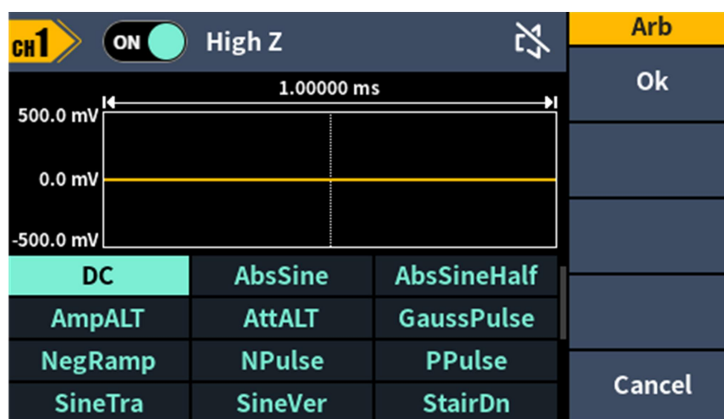 CH1 ON High Z Arb
Ok
1.00000 ms
500.0 mV
0.0 mV
-500.0 mV
DC AbsSine AbsSineHalf
AmpALT AttALT GaussPulse
NegRamp NPulse PPulse
Cancel
SineTra SineVer StairDn